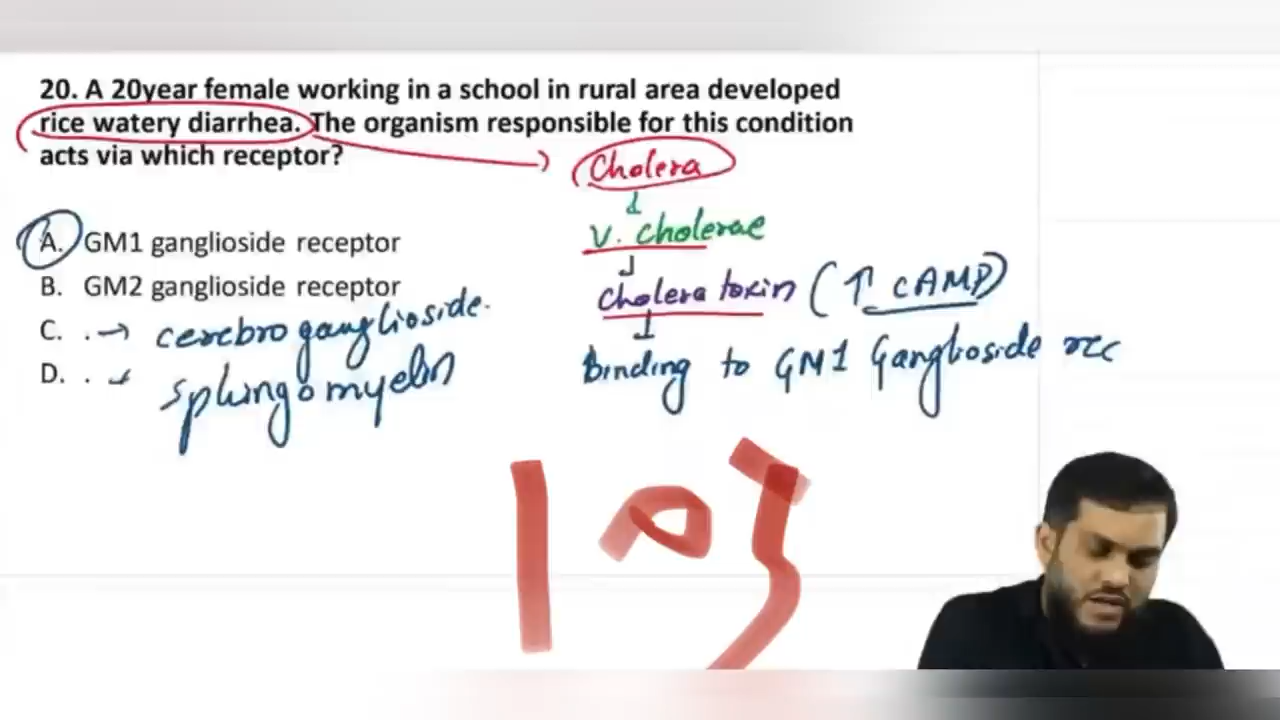 20. A 20year female working in a school in rural area developed
rice watery diarrhea. The organism responsible for this condition
acts via which receptor?
Cholera
V. cholerae
A. GM1 ganglioside receptor
B. GM2 ganglioside receptor
cholera toxin (↑ cAMP)
C. . → cerebroganglioside.
D. . → sphingomyelin
Binding to GM1 Ganglioside rec